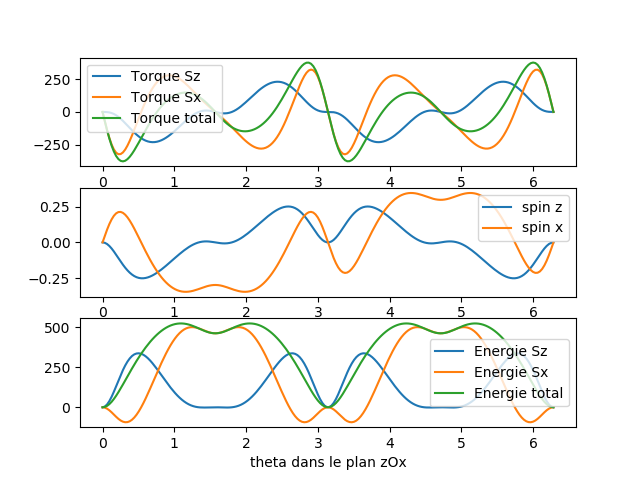 250
0
−250
Torque Sz
Torque Sx
Torque total
0 1 2 3 4 5 6
0.25
0.00
−0.25
spin z
spin x
0 1 2 3 4 5 6
500
250
0
Energie Sz
Energie Sx
Energie total
0 1 2 3 4 5 6
theta dans le plan zOx